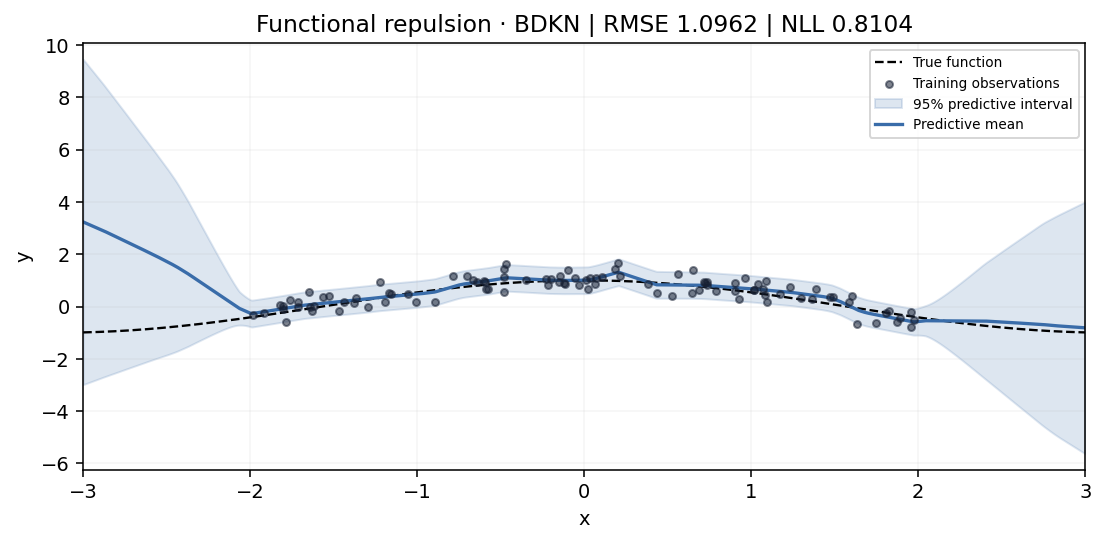 Functional repulsion · BDKN | RMSE 1.0962 | NLL 0.8104
True function
Training observations
95% predictive interval
Predictive mean
y
10
8
6
4
2
0
−2
−4
−6
−3
−2
−1
0
1
2
3
x